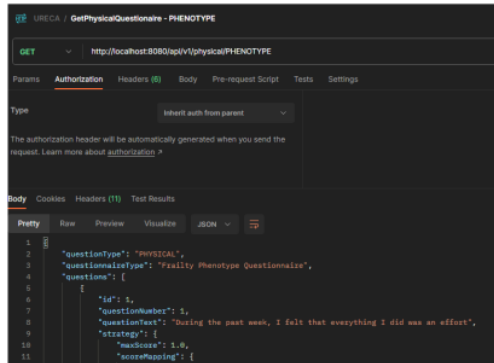 URECA / GetPhysicalQuestionaire - PHENOTYPE
GET http://localhost:8080/api/v1/physical/PHENOTYPE
Params Authorization Headers (6) Body Pre-request Script Tests Settings
Type Inherit auth from parent
The authorization header will be automatically generated when you send the
request. Learn more about authorization ↗
Body Cookies Headers (11) Test Results
Pretty Raw Preview Visualize JSON
1 {
2 "questionType": "PHYSICAL",
3 "questionnaireType": "Frailty Phenotype Questionnaire",
4 "questions": [
5 {
6 "id": 1,
7 "questionNumber": 1,
8 "questionText": "During the past week, I felt that everything I did was an effort",
9 "strategy": {
10 "maxScore": 1.0,
11 "scoreMapping": {